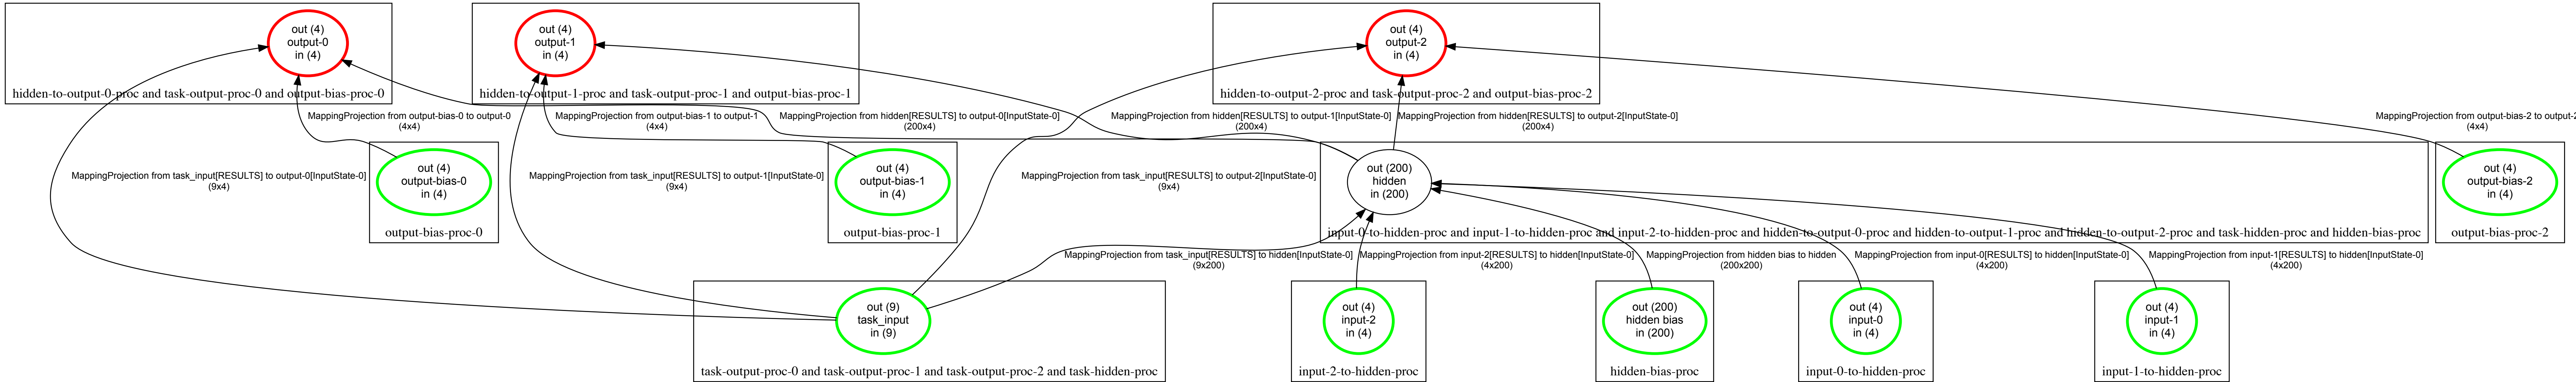 out (4)
output-0
in (4)
hidden-to-output-0-proc and task-output-proc-0 and output-bias-proc-0
out (4)
output-1
in (4)
hidden-to-output-1-proc and task-output-proc-1 and output-bias-proc-1
out (4)
output-2
in (4)
hidden-to-output-2-proc and task-output-proc-2 and output-bias-proc-2
MappingProjection from output-bias-0 to output-0
(4x4)
MappingProjection from output-bias-1 to output-1
(4x4)
MappingProjection from hidden[RESULTS] to output-0[InputState-0]
(200x4)
MappingProjection from hidden[RESULTS] to output-1[InputState-0]
(200x4)
MappingProjection from hidden[RESULTS] to output-2[InputState-0]
(200x4)
MappingProjection from output-bias-2 to output-2
(4x4)
MappingProjection from task_input[RESULTS] to output-0[InputState-0]
(9x4)
out (4)
output-bias-0
in (4)
output-bias-proc-0
MappingProjection from task_input[RESULTS] to output-1[InputState-0]
(9x4)
out (4)
output-bias-1
in (4)
output-bias-proc-1
MappingProjection from task_input[RESULTS] to output-2[InputState-0]
(9x4)
out (200)
hidden
in (200)
input-0-to-hidden-proc and input-1-to-hidden-proc and input-2-to-hidden-proc and hidden-to-output-0-proc and hidden-to-output-1-proc and hidden-to-output-2-proc and task-hidden-proc and hidden-bias-proc
out (4)
output-bias-2
in (4)
output-bias-proc-2
MappingProjection from task_input[RESULTS] to hidden[InputState-0]
(9x200)
MappingProjection from input-2[RESULTS] to hidden[InputState-0]
(4x200)
MappingProjection from hidden bias to hidden
(200x200)
MappingProjection from input-0[RESULTS] to hidden[InputState-0]
(4x200)
MappingProjection from input-1[RESULTS] to hidden[InputState-0]
(4x200)
out (9)
task_input
in (9)
task-output-proc-0 and task-output-proc-1 and task-output-proc-2 and task-hidden-proc
out (4)
input-2
in (4)
input-2-to-hidden-proc
out (200)
hidden bias
in (200)
hidden-bias-proc
out (4)
input-0
in (4)
input-0-to-hidden-proc
out (4)
input-1
in (4)
input-1-to-hidden-proc